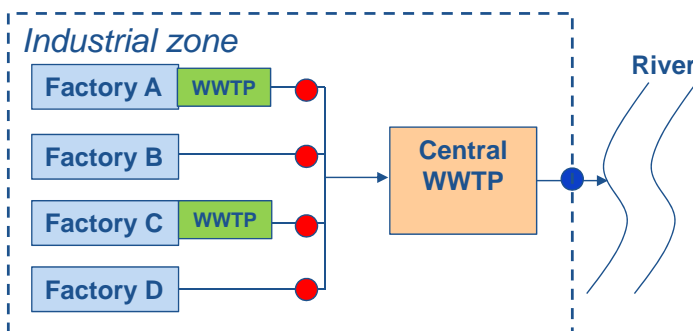 Industrial zone
River
Factory A
WWTP
Factory B
Central
WWTP
Factory C
WWTP
Factory D